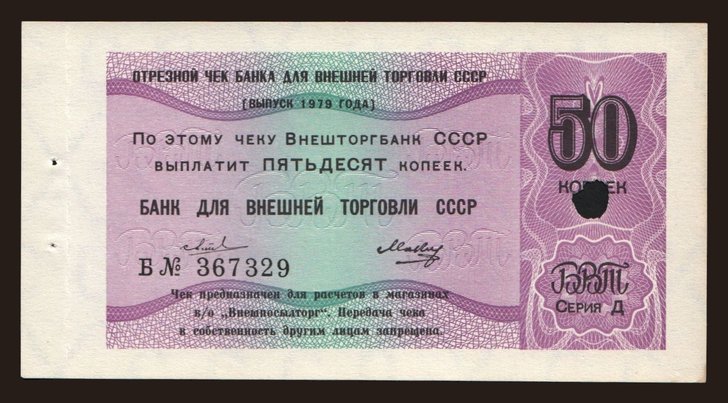 ОТРЕЗНОЙ ЧЕК БАНКА ДЛЯ ВНЕШНЕЙ ТОРГОВЛИ СССР
[ВЫПУСК 1979 ГОДА]
По этому чеку Внешторгбанк СССР
выплатит ПЯТЬДЕСЯТ копеек.
БАНК ДЛЯ ВНЕШНЕЙ ТОРГОВЛИ СССР
Б № 367329
Чек предназначен для расчетов в магазинах
в/о „Внешпосылторг". Передача чека
в собственность другим лицам запрещена.
50
КОПЕЕК
БВТ
Серия Д